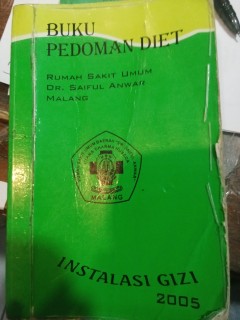 BUKU
PEDOMAN DIET
RUMAH SAKIT UMUM
DR. SAIFUL ANWAR
MALANG
MALANG
INSTALASI GIZI
2005